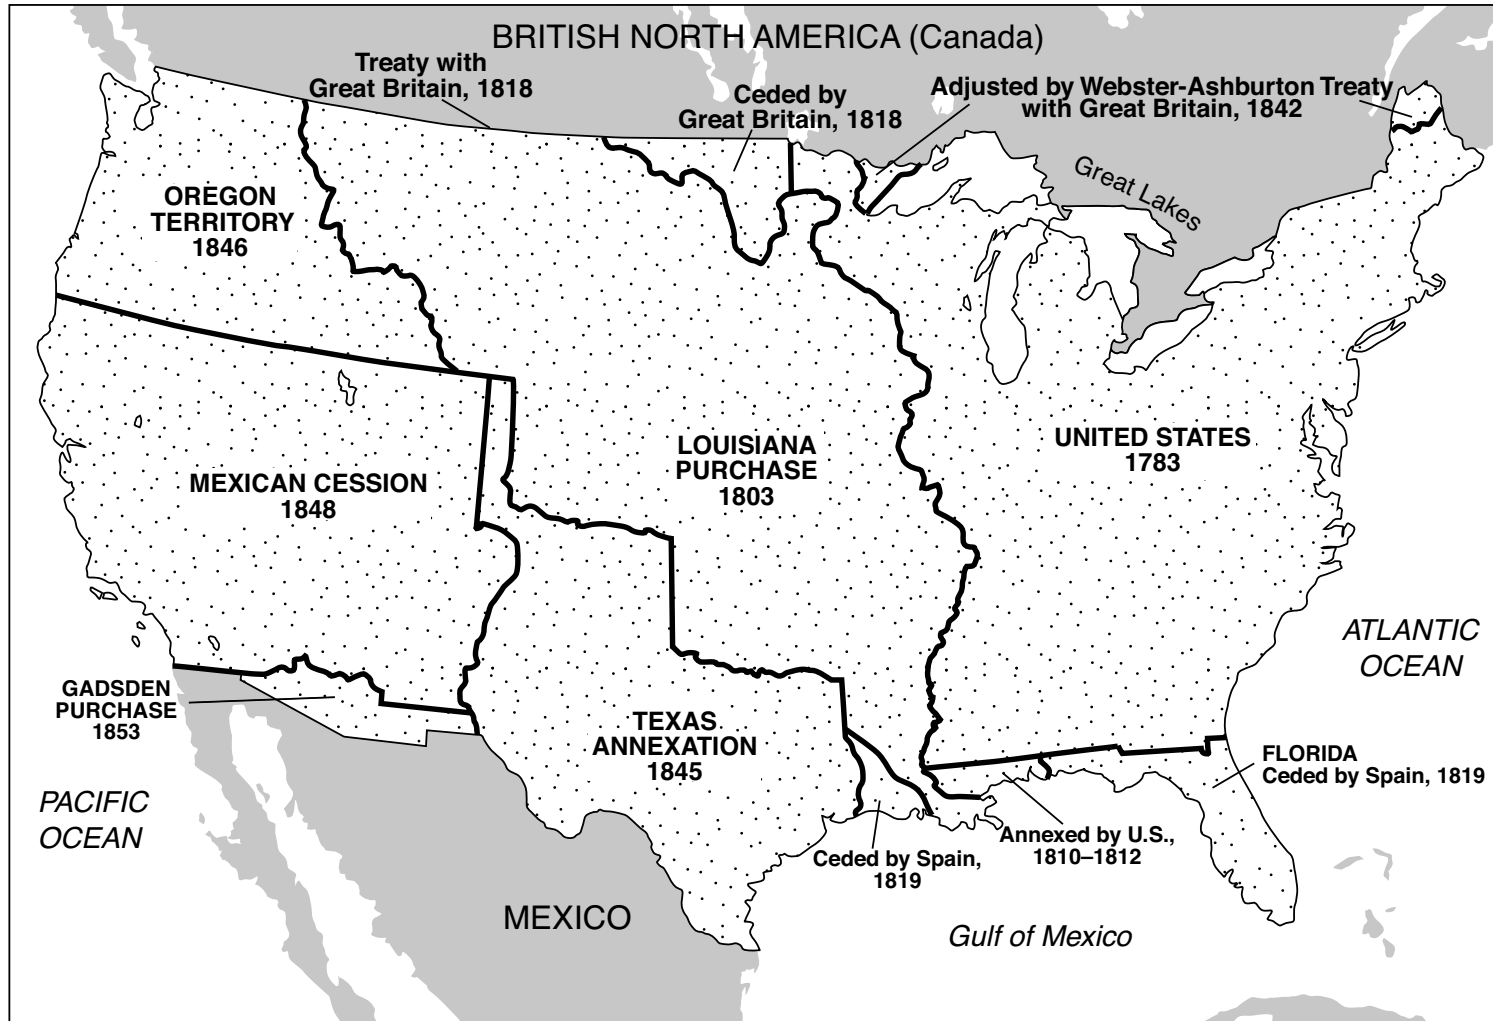 BRITISH NORTH AMERICA (Canada)
Treaty with
Great Britain, 1818
Ceded by
Great Britain, 1818
Adjusted by Webster-Ashburton Treaty
with Great Britain, 1842
Great Lakes
OREGON
TERRITORY
1846
LOUISIANA
PURCHASE
1803
UNITED STATES
1783
MEXICAN CESSION
1848
ATLANTIC
OCEAN
GADSDEN
PURCHASE
1853
TEXAS
ANNEXATION
1845
FLORIDA
Ceded by Spain, 1819
PACIFIC
OCEAN
Annexed by U.S.,
1810–1812
Ceded by Spain,
1819
MEXICO
Gulf of Mexico